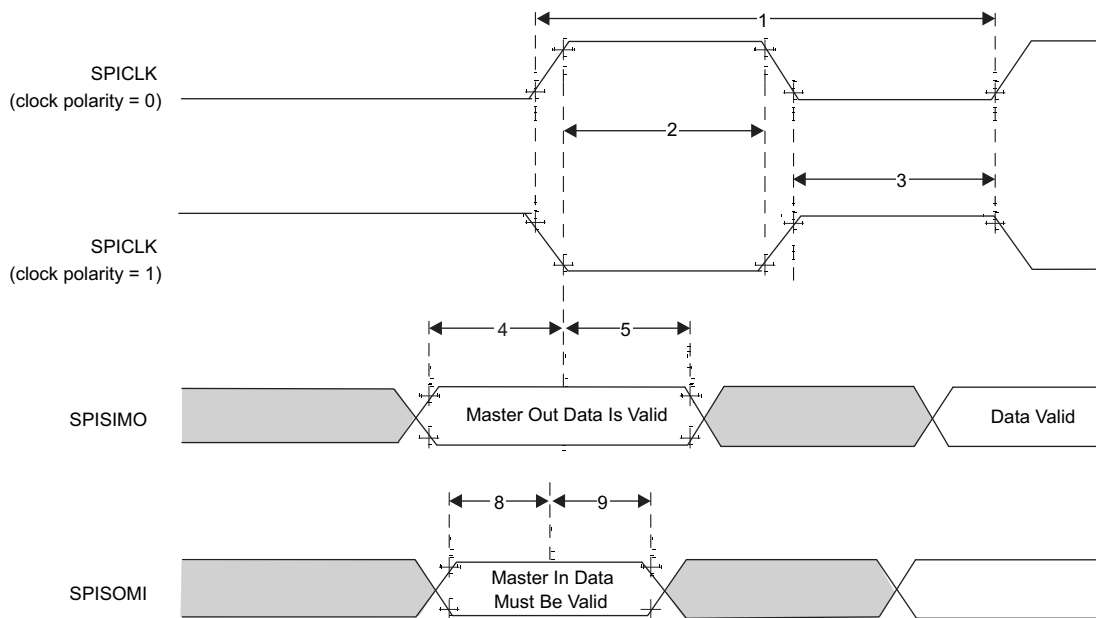 1
SPICLK
(clock polarity = 0)
2
3
SPICLK
(clock polarity = 1)
4
5
SPISIMO
Master Out Data Is Valid
Data Valid
8
9
SPISOMI
Master In Data
Must Be Valid